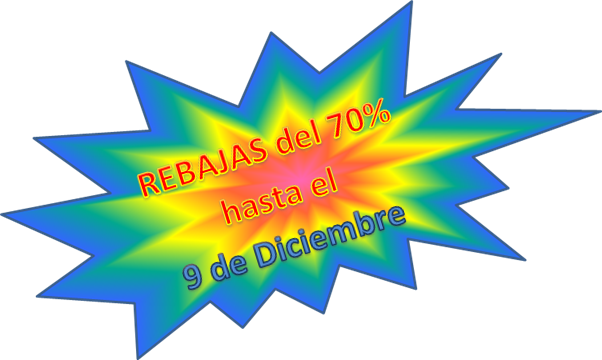 REBAJAS del 70%
hasta el
9 de Diciembre